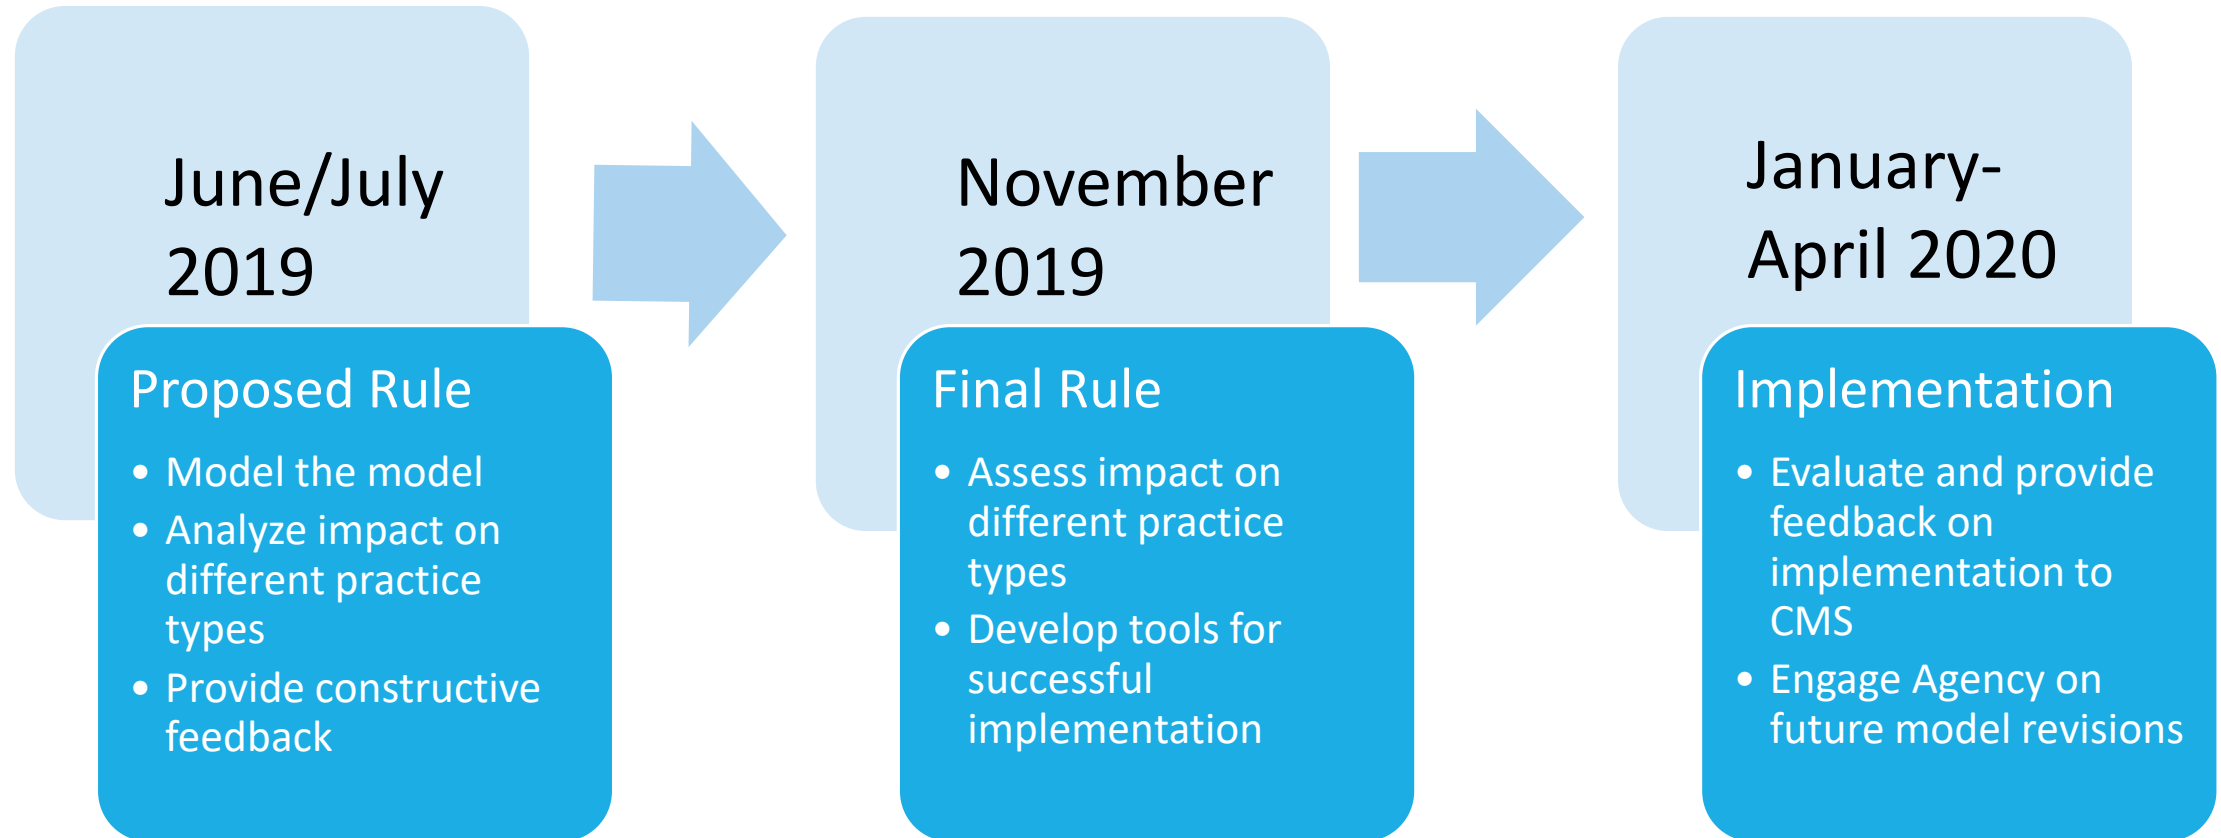 June/July
2019
Proposed Rule
• Model the model
• Analyze impact on
different practice
types
• Provide constructive
feedback
November
2019
Final Rule
• Assess impact on
different practice
types
• Develop tools for
successful
implementation
January-
April 2020
Implementation
• Evaluate and provide
feedback on
implementation to
CMS
• Engage Agency on
future model revisions